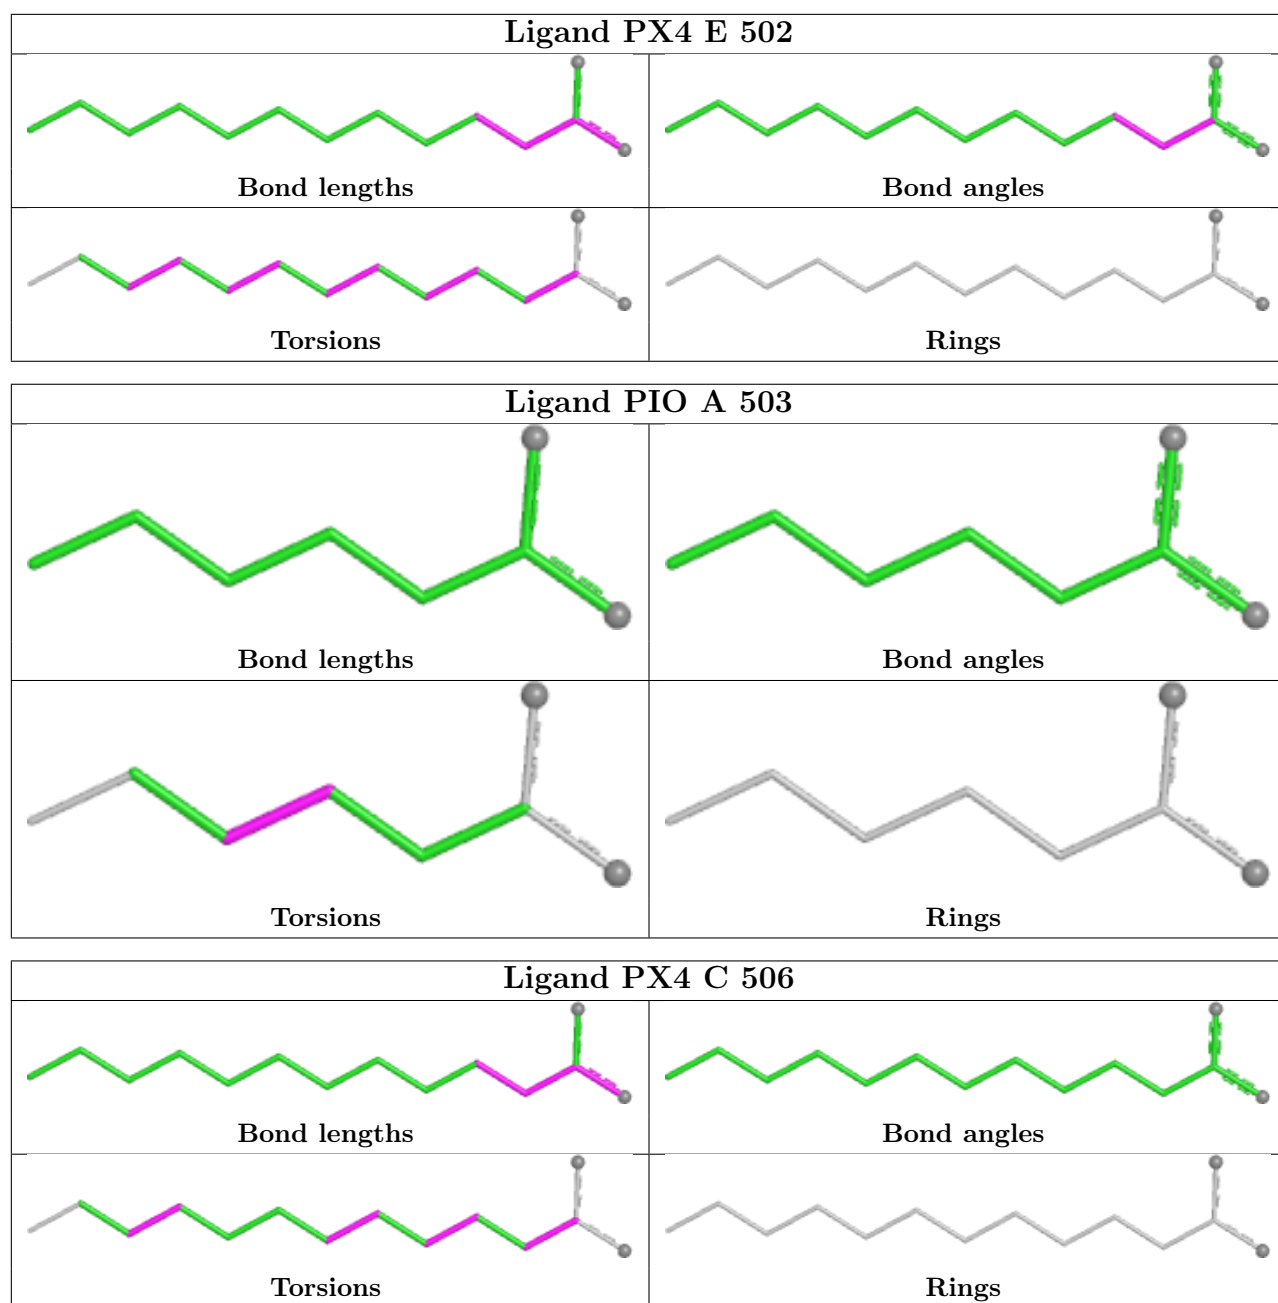 Ligand PX4 E 502
Bond lengths Bond angles
Torsions Rings
Ligand PIO A 503
Bond lengths Bond angles
Torsions Rings
Ligand PX4 C 506
Bond lengths Bond angles
Torsions Rings